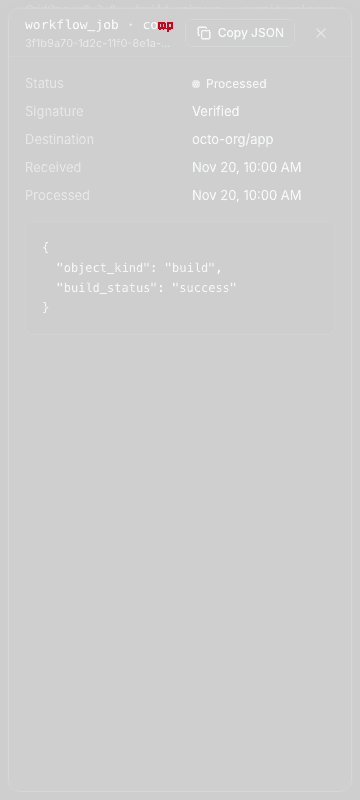 workflow_job ·
Copy JSON
3f1b9a70-1d2c-11f0-8e1a-…
Status Processed
Signature Verified
Destination octo-org/app
Received Nov 20, 10:00 AM
Processed Nov 20, 10:00 AM
{
"object_kind": "build",
"build_status": "success"
}